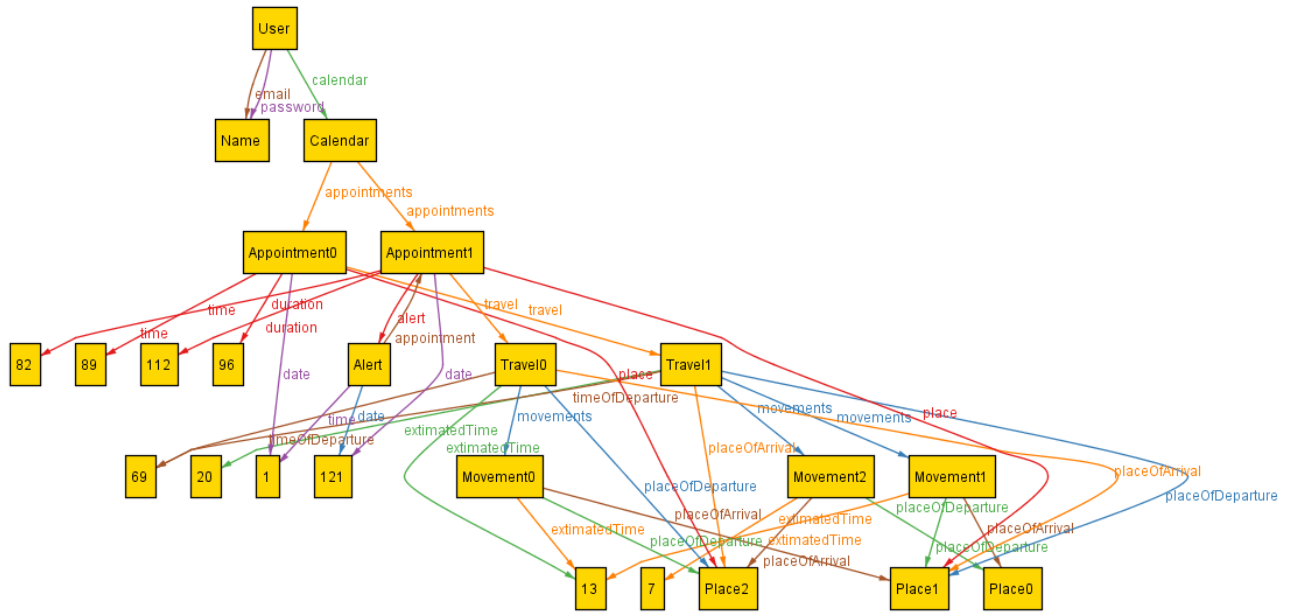 User
calendar
email
password
Name
Calendar
appointments
appointments
Appointment0
Appointment1
time
duration
travel
travel
time
duration
alert
appointment
82
89
112
96
Alert
Travel0
Travel1
date
date
place
timeOfDeparture
place
movements
movements
movements
time
date
extimatedTime
timeOfDeparture
extimatedTime
placeOfArrival
placeOfArrival
69
20
1
121
Movement0
Movement2
Movement1
placeOfDeparture
placeOfDeparture
placeOfDeparture
placeOfArrival
extimatedTime
placeOfArrival
extimatedTime
placeOfDeparture
extimatedTime
placeOfDeparture
placeOfArrival
13
7
Place2
Place1
Place0